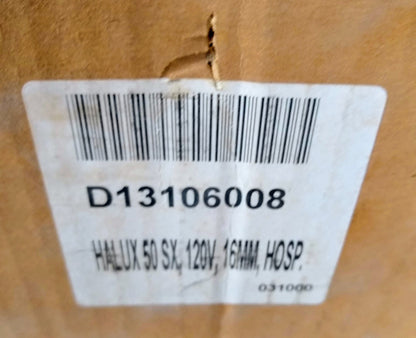 D13106008
HALUX 50 SX, 120V, 16MM, HOSP.
031000